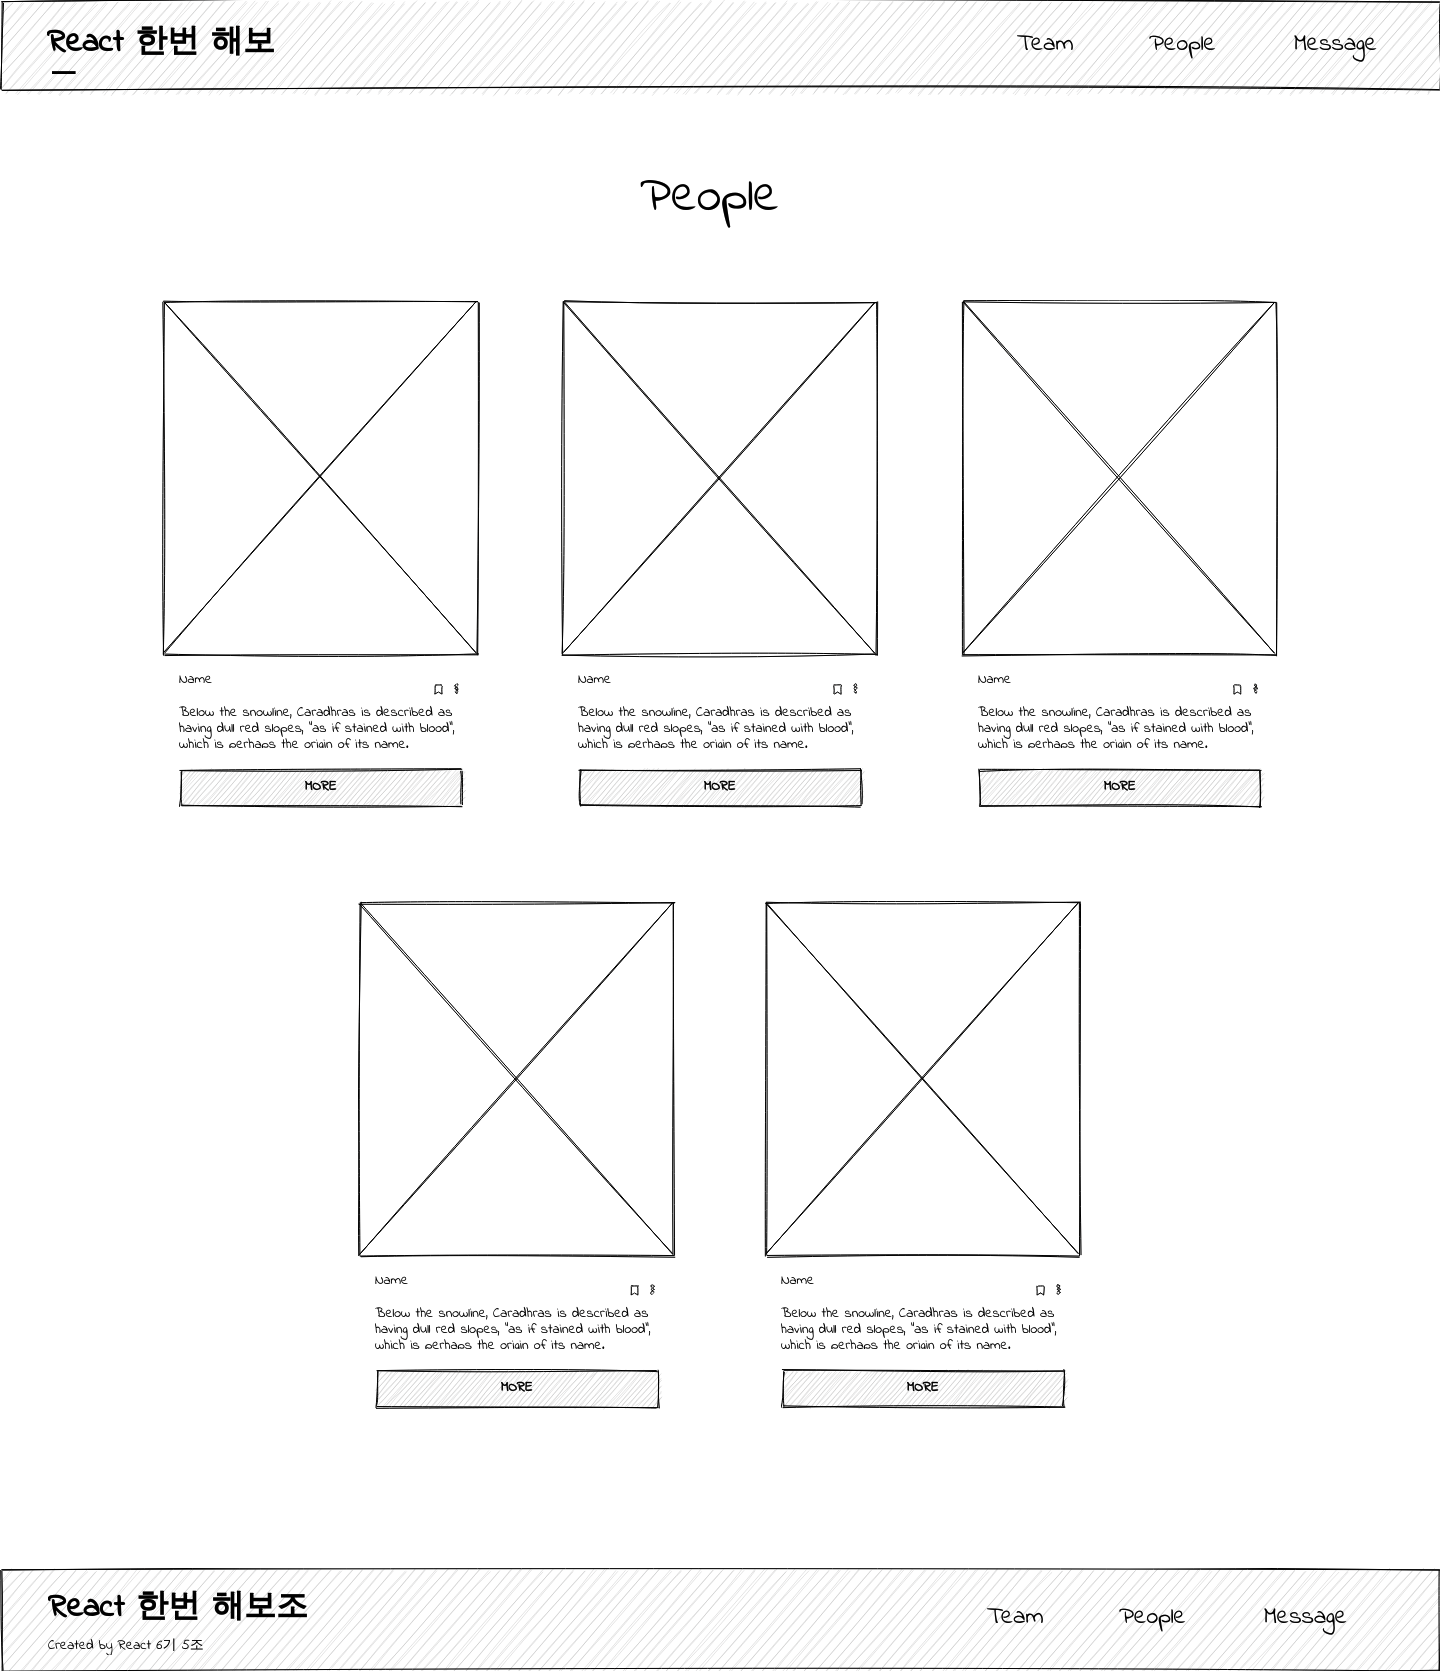 React 한번 해보
Team People Message
People
Name
Below the snowline, Caradhras is described as
having dull red slopes, "as if stained with blood",
which is perhaps the origin of its name.
MORE
Name
Below the snowline, Caradhras is described as
having dull red slopes, "as if stained with blood",
which is perhaps the origin of its name.
MORE
Name
Below the snowline, Caradhras is described as
having dull red slopes, "as if stained with blood",
which is perhaps the origin of its name.
MORE
Name
Below the snowline, Caradhras is described as
having dull red slopes, "as if stained with blood",
which is perhaps the origin of its name.
MORE
Name
Below the snowline, Caradhras is described as
having dull red slopes, "as if stained with blood",
which is perhaps the origin of its name.
MORE
React 한번 해보조
Created by React 6기 5조
Team People Message